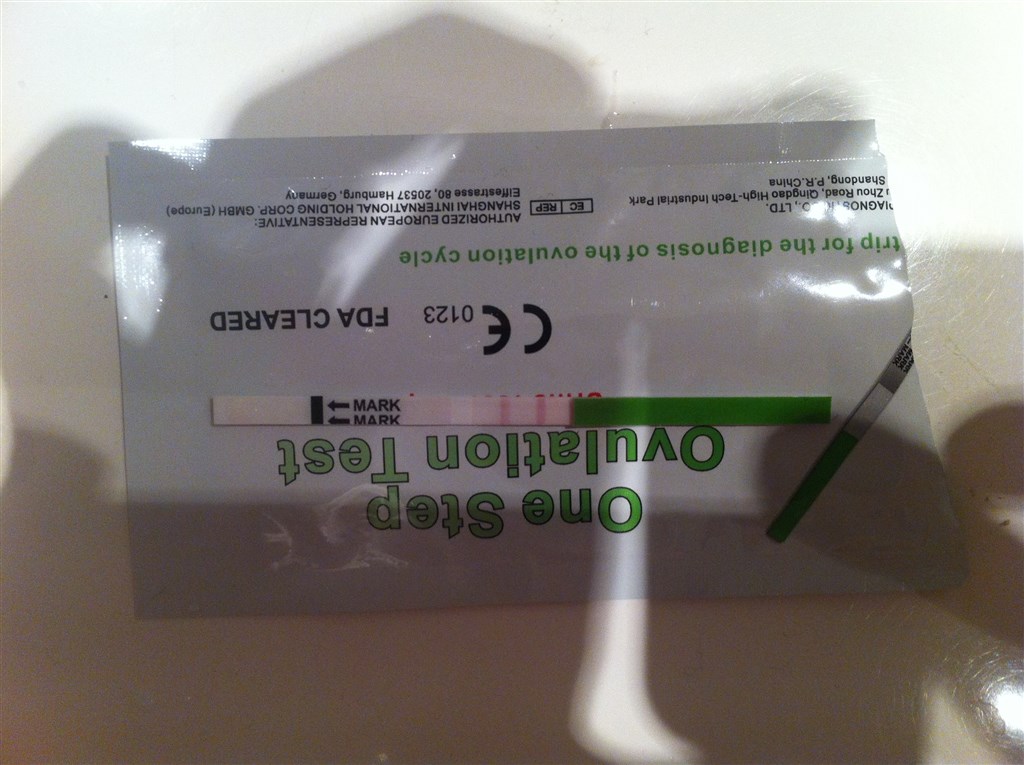 One Step
Ovulation Test
MARK
MARK
CE 0123 FDA CLEARED
trip for the diagnosis of the ovulation cycle
LTD.
Zhou Road, Qingdao High-Tech Industrial Park
Shandong, P.R.China
EC REP
AUTHORIZED EUROPEAN REPRESENTATIVE:
SHANGHAI INTERNATIONAL HOLDING CORP. GMBH (Europe)
Eiffestrasse 80, 20537 Hamburg, Germany